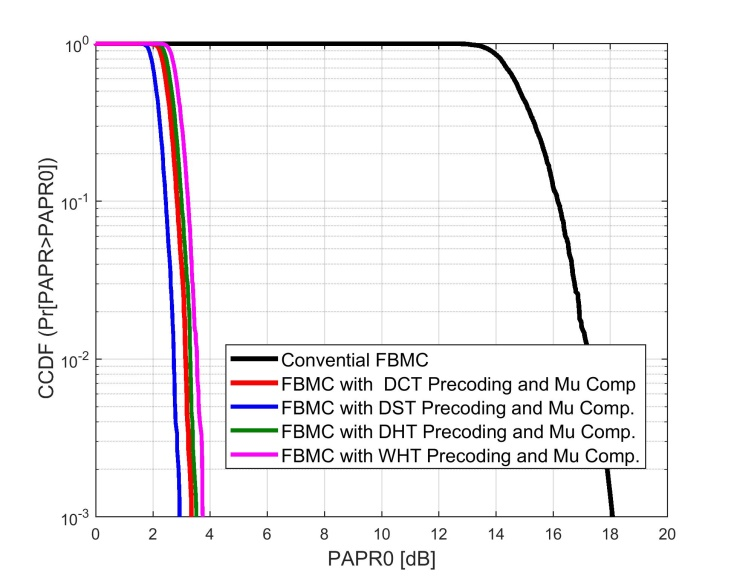 10^0
10^-1
10^-2
10^-3
CCDF (Pr[PAPR>PAPR0])
Convential FBMC
FBMC with DCT Precoding and Mu Comp
FBMC with DST Precoding and Mu Comp.
FBMC with DHT Precoding and Mu Comp.
FBMC with WHT Precoding and Mu Comp.
0 2 4 6 8 10 12 14 16 18 20
PAPR0 [dB]